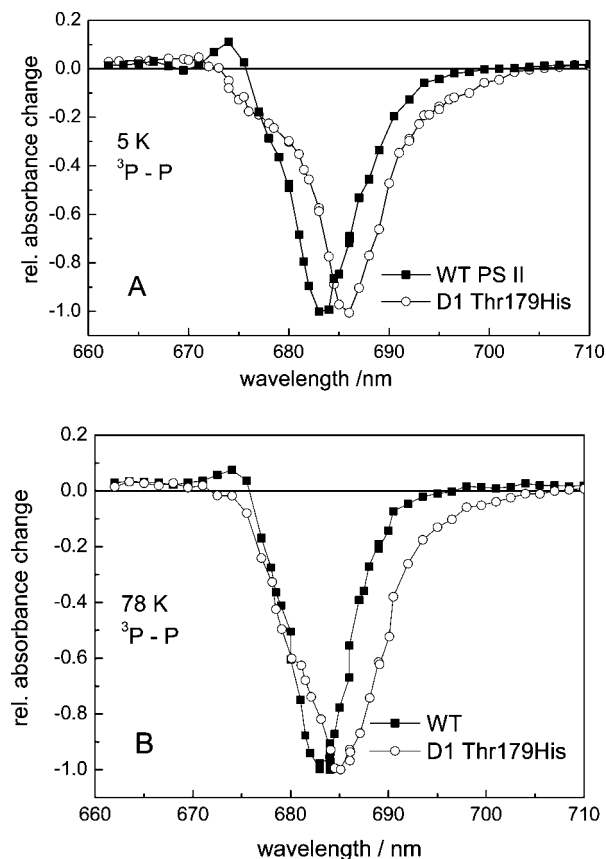 0.2
0.0
-0.2
-0.4
-0.6
-0.8
-1.0
rel. absorbance change
5 K
³P - P
A
WT PS II
D1 Thr179His
660 670 680 690 700 710
wavelength /nm
0.2
0.0
-0.2
-0.4
-0.6
-0.8
-1.0
rel. absorbance change
78 K
³P - P
B
WT
D1 Thr179His
660 670 680 690 700 710
wavelength /nm